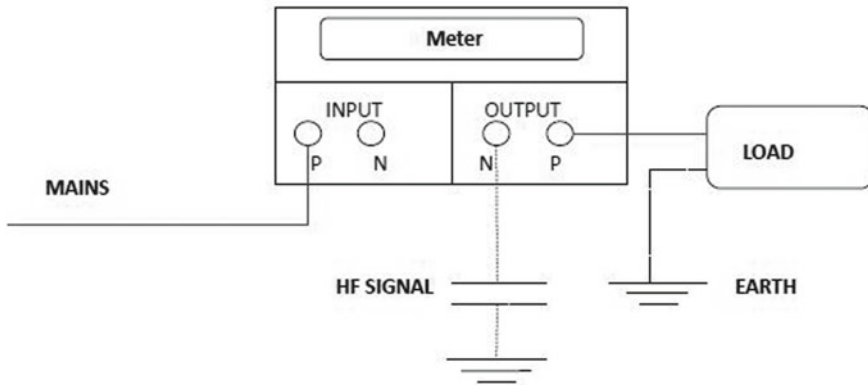 Meter
INPUT OUTPUT
P N N P
LOAD
MAINS
HF SIGNAL
EARTH